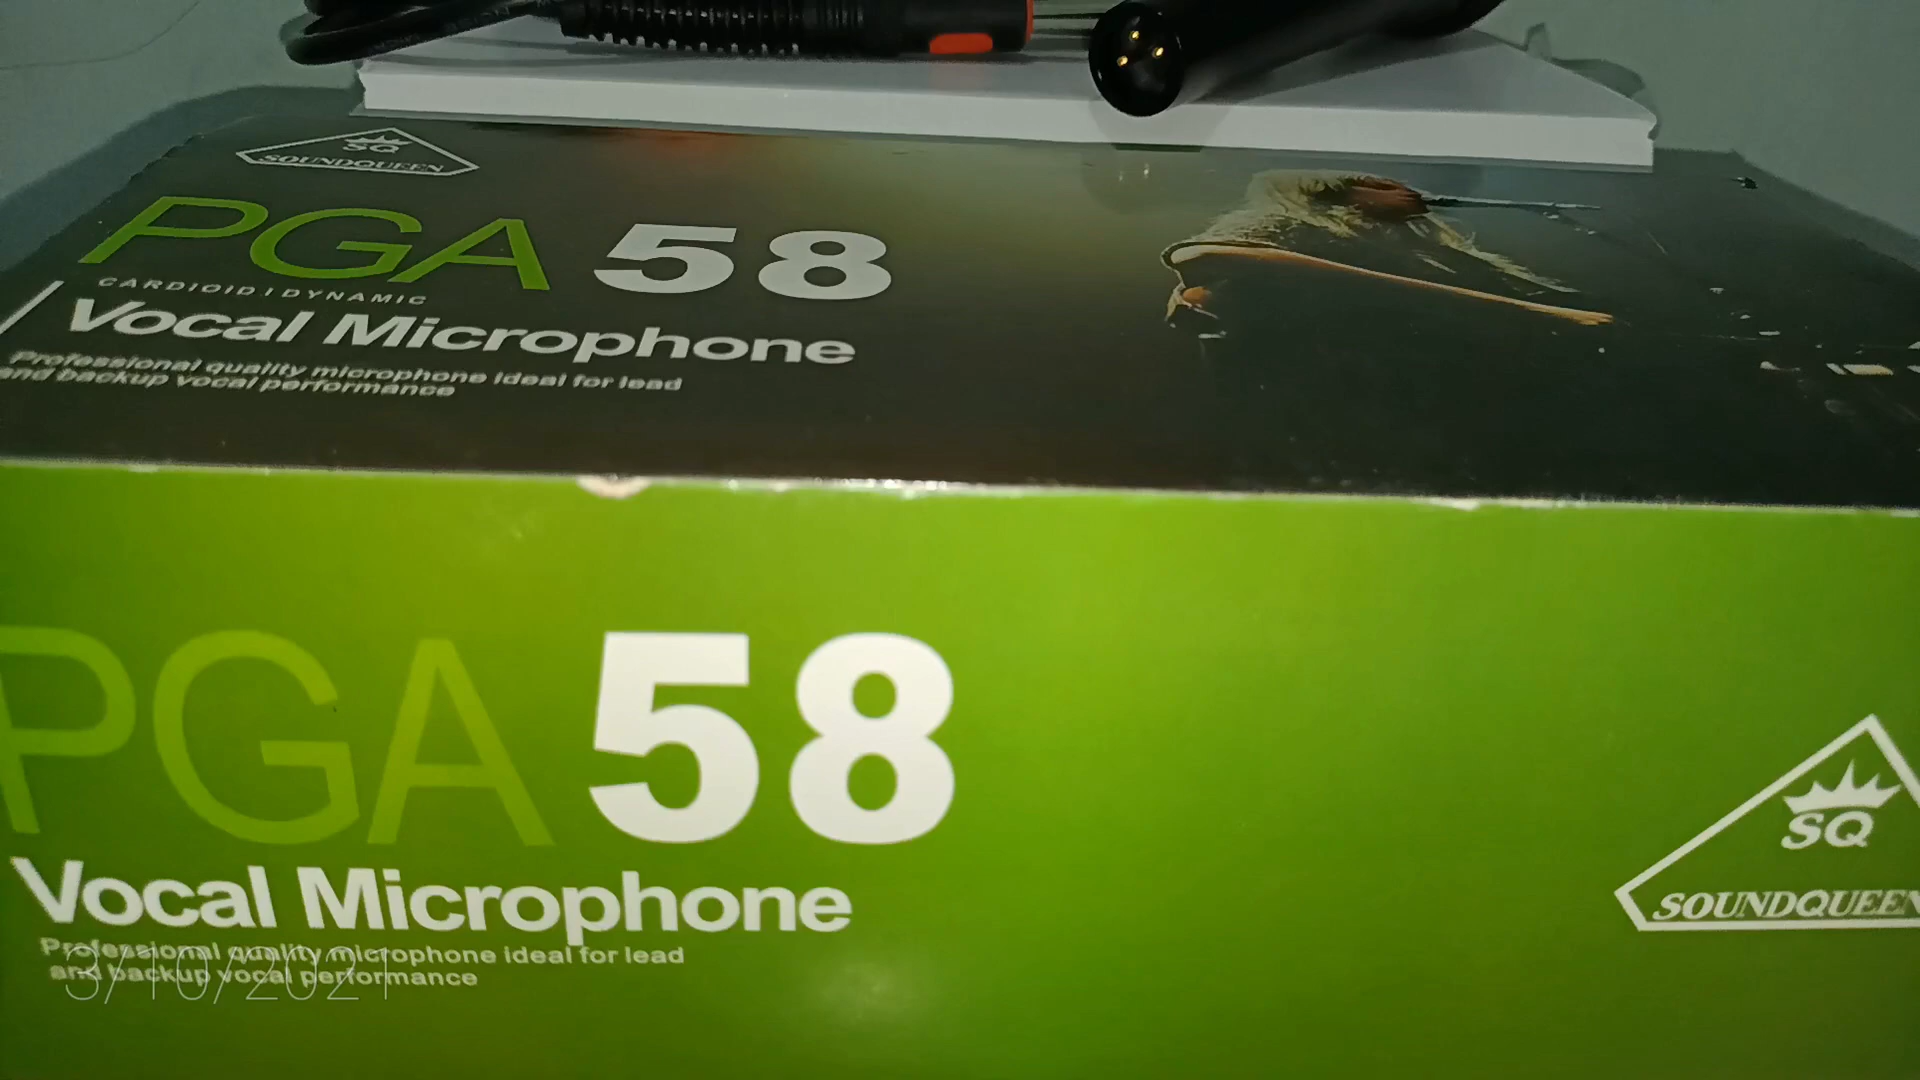 SQ
SOUNDQUEEN
PGA 58
CARDIOID I DYNAMIC
Vocal Microphone
Professional quality microphone ideal for lead
and backup vocal performance
PGA 58
Vocal Microphone
Professional quality microphone ideal for lead
and backup vocal performance
3/10/2021
SQ
SOUNDQUEEN